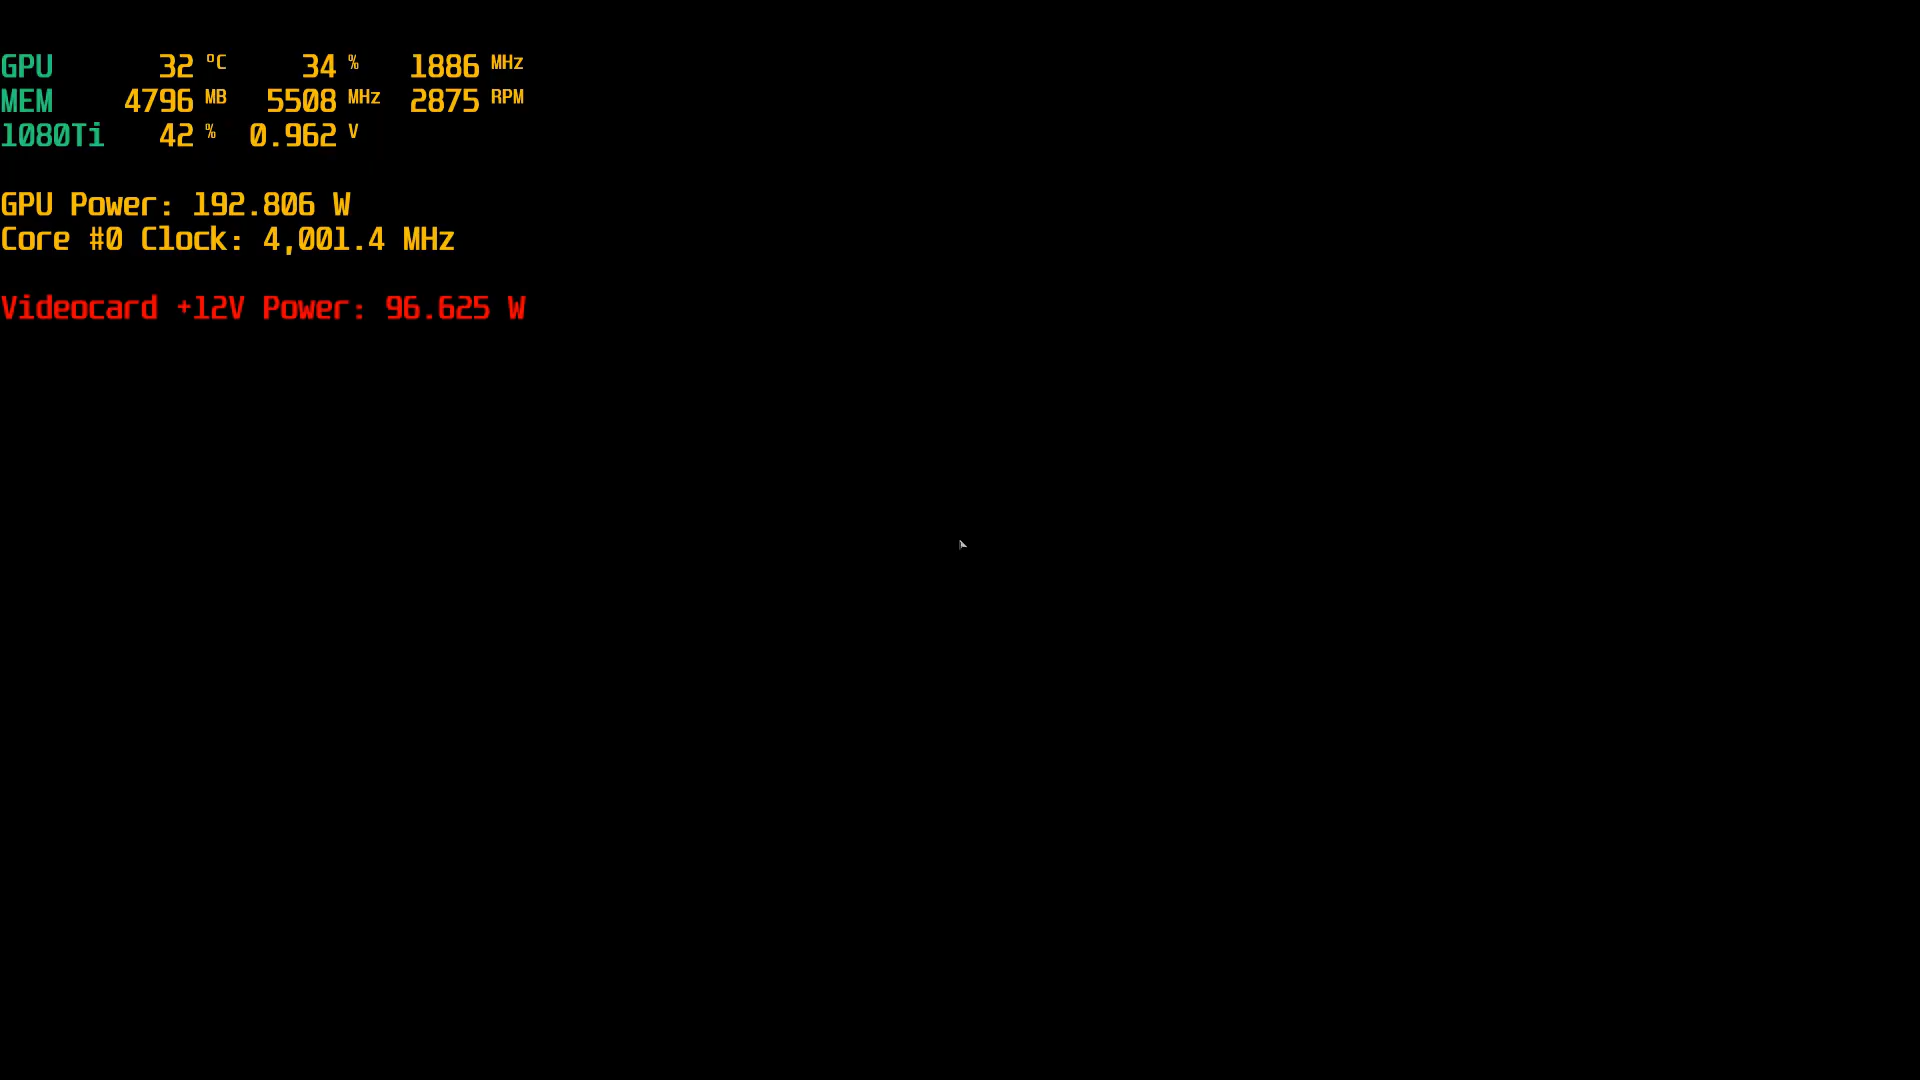 GPU 32 °C 34 % 1886 MHz
MEM 4796 MB 5508 MHz 2875 RPM
1080Ti 42 % 0.962 V
GPU Power: 192.806 W
Core #0 Clock: 4,001.4 MHz
Videocard +12V Power: 96.625 W